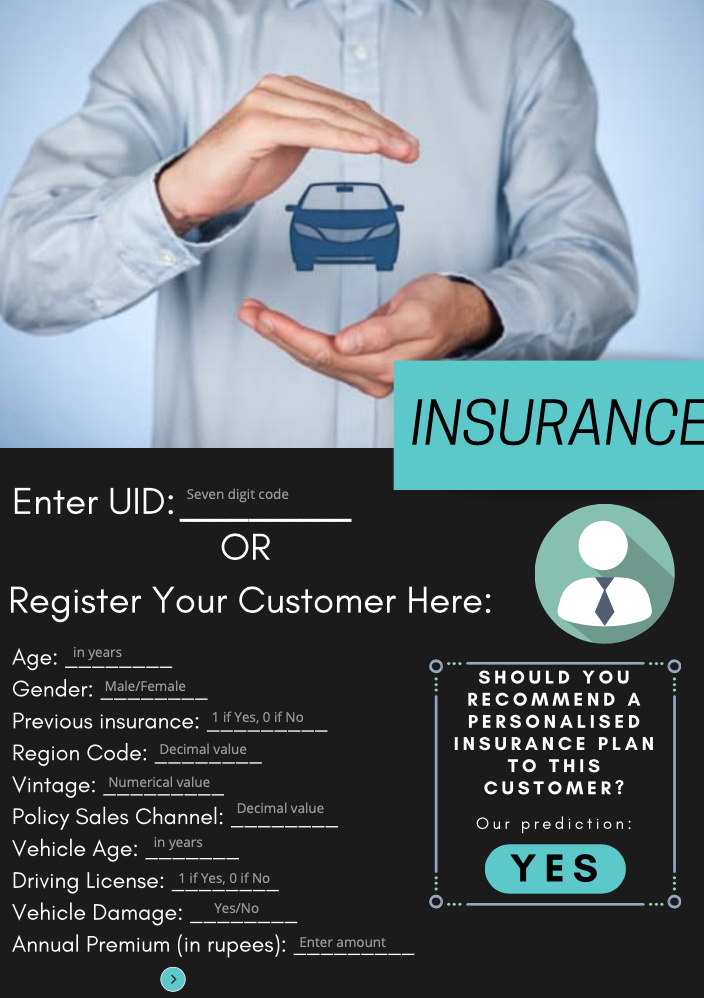 INSURANCE
Enter UID: Seven digit code
OR
Register Your Customer Here:
Age: in years
Gender: Male/Female
Previous insurance: 1 if Yes, 0 if No
Region Code: Decimal value
Vintage: Numerical value
Policy Sales Channel: Decimal value
Vehicle Age: in years
Driving License: 1 if Yes, 0 if No
Vehicle Damage: Yes/No
Annual Premium (in rupees): Enter amount
SHOULD YOU
RECOMMEND A
PERSONALISED
INSURANCE PLAN
TO THIS
CUSTOMER?
Our prediction:
YES